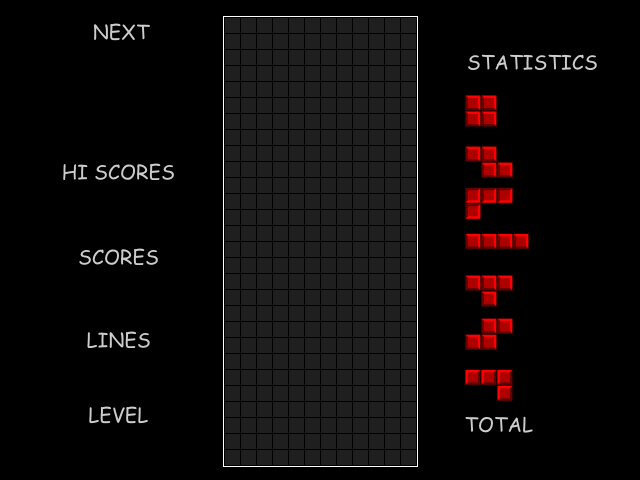 NEXT
STATISTICS
HI SCORES
SCORES
LINES
LEVEL
TOTAL